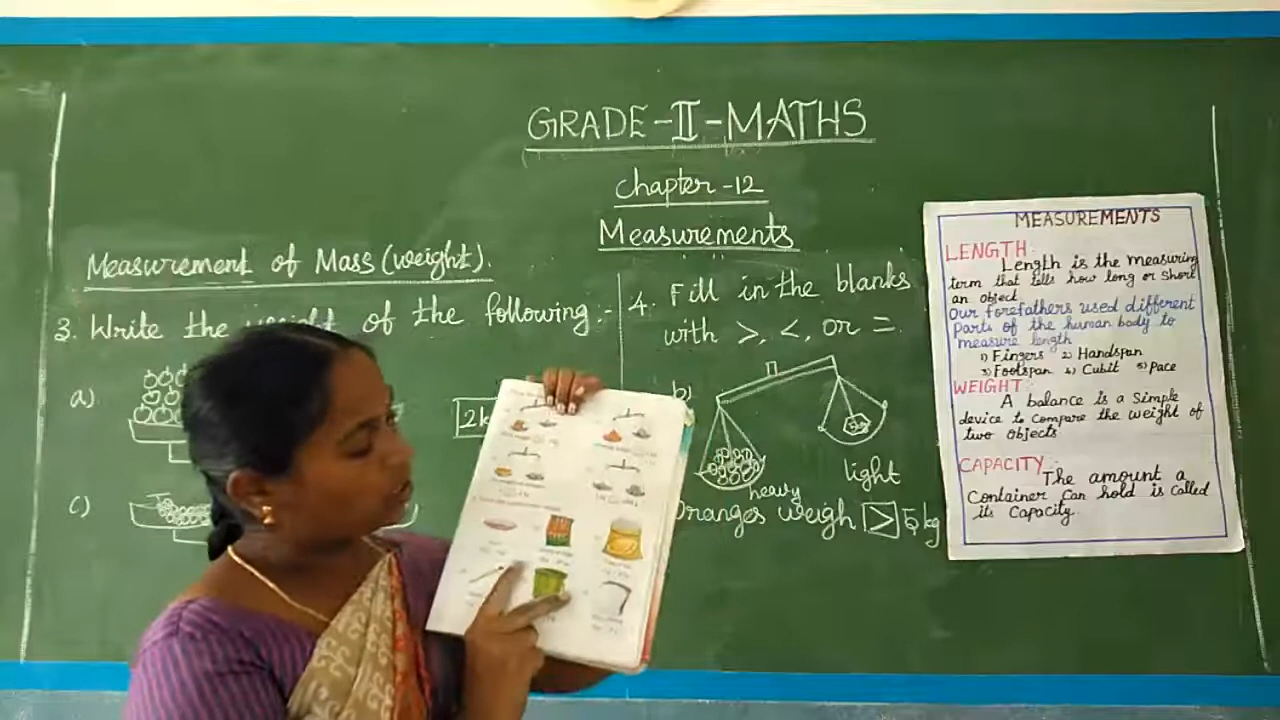 GRADE-II-MATHS
Chapter-12
Measurements
Measurement of Mass (weight).
3. Write the weight of the following :-
a)
c)
4. Fill in the blanks
with >, <, or =.
b)
heavy
light
Oranges weigh > 5 kg
MEASUREMENTS
LENGTH:
Length is the measuring
term that tells how long or short
an object
Our forefathers used different
Parts of the human body to
measure length
1) Fingers 2) Handspan
3) Footspan 4) Cubit 5) Pace
WEIGHT:
A balance is a simple
device to compare the weight of
two objects
CAPACITY:
The amount a
Container can hold is called
its Capacity.